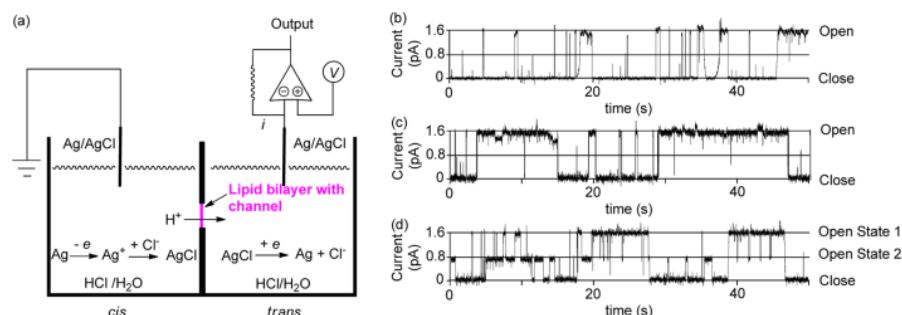 (a)
Output
V
i
Ag/AgCl
Ag/AgCl
Lipid bilayer with
channel
H⁺
Ag - e Ag⁺ + Cl⁻ AgCl
AgCl + e Ag + Cl⁻
HCl /H₂O
HCl/H₂O
cis
trans
(b)
Current
(pA)
1.6
0.8
0
Open
Close
0 20 40
time (s)
(c)
Current
(pA)
1.6
0.8
0
Open
Close
0 20 40
time (s)
(d)
Current
(pA)
1.6
0.8
0
Open State 1
Open State 2
Close
0 20 40
time (s)